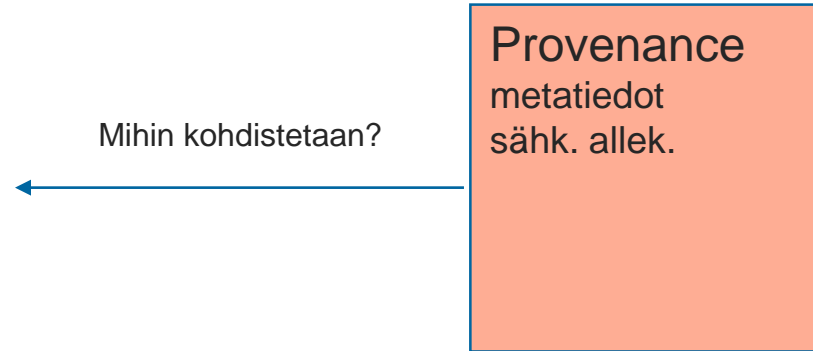 Provenance
metatiedot
sähk. allek.
Mihin kohdistetaan?